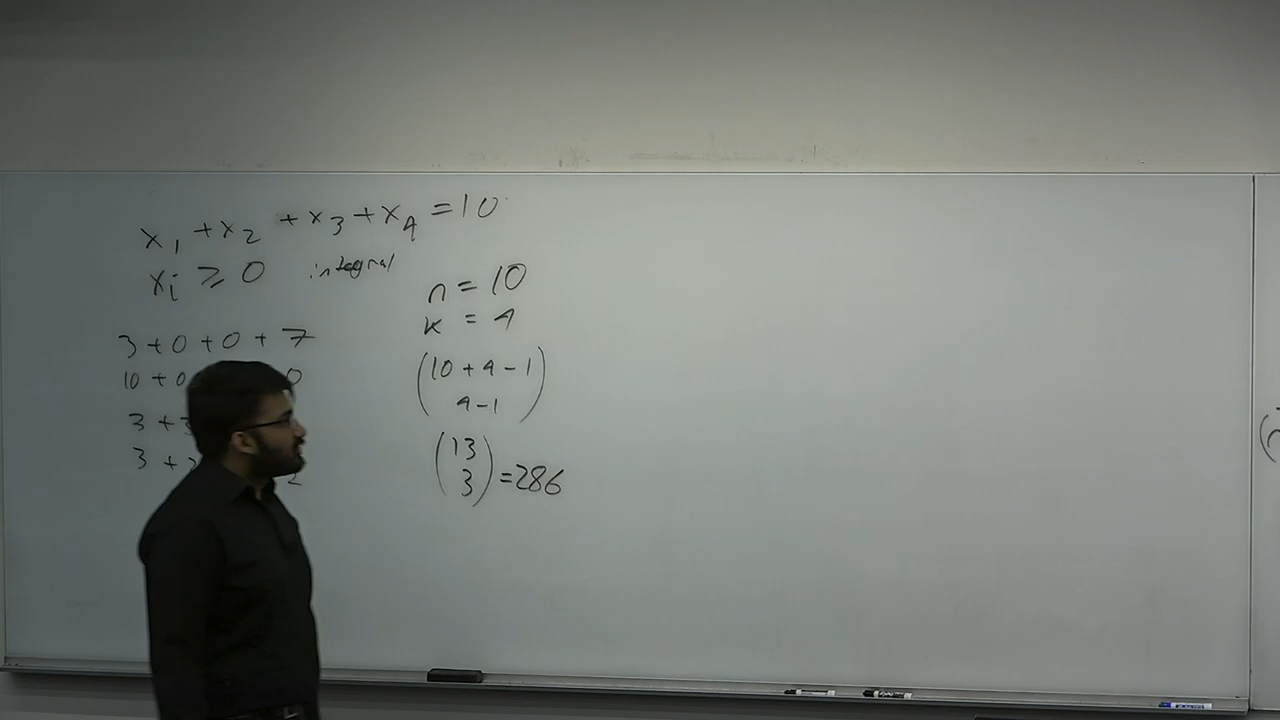 x₁ + x₂ + x₃ + x₄ = 10
xᵢ ≥ 0 integral
3 + 0 + 0 + 7
10 + 0 0
3 +
3 + 2
n = 10
k = 4
(10 + 4 - 1
4 - 1)
(13
3) = 286